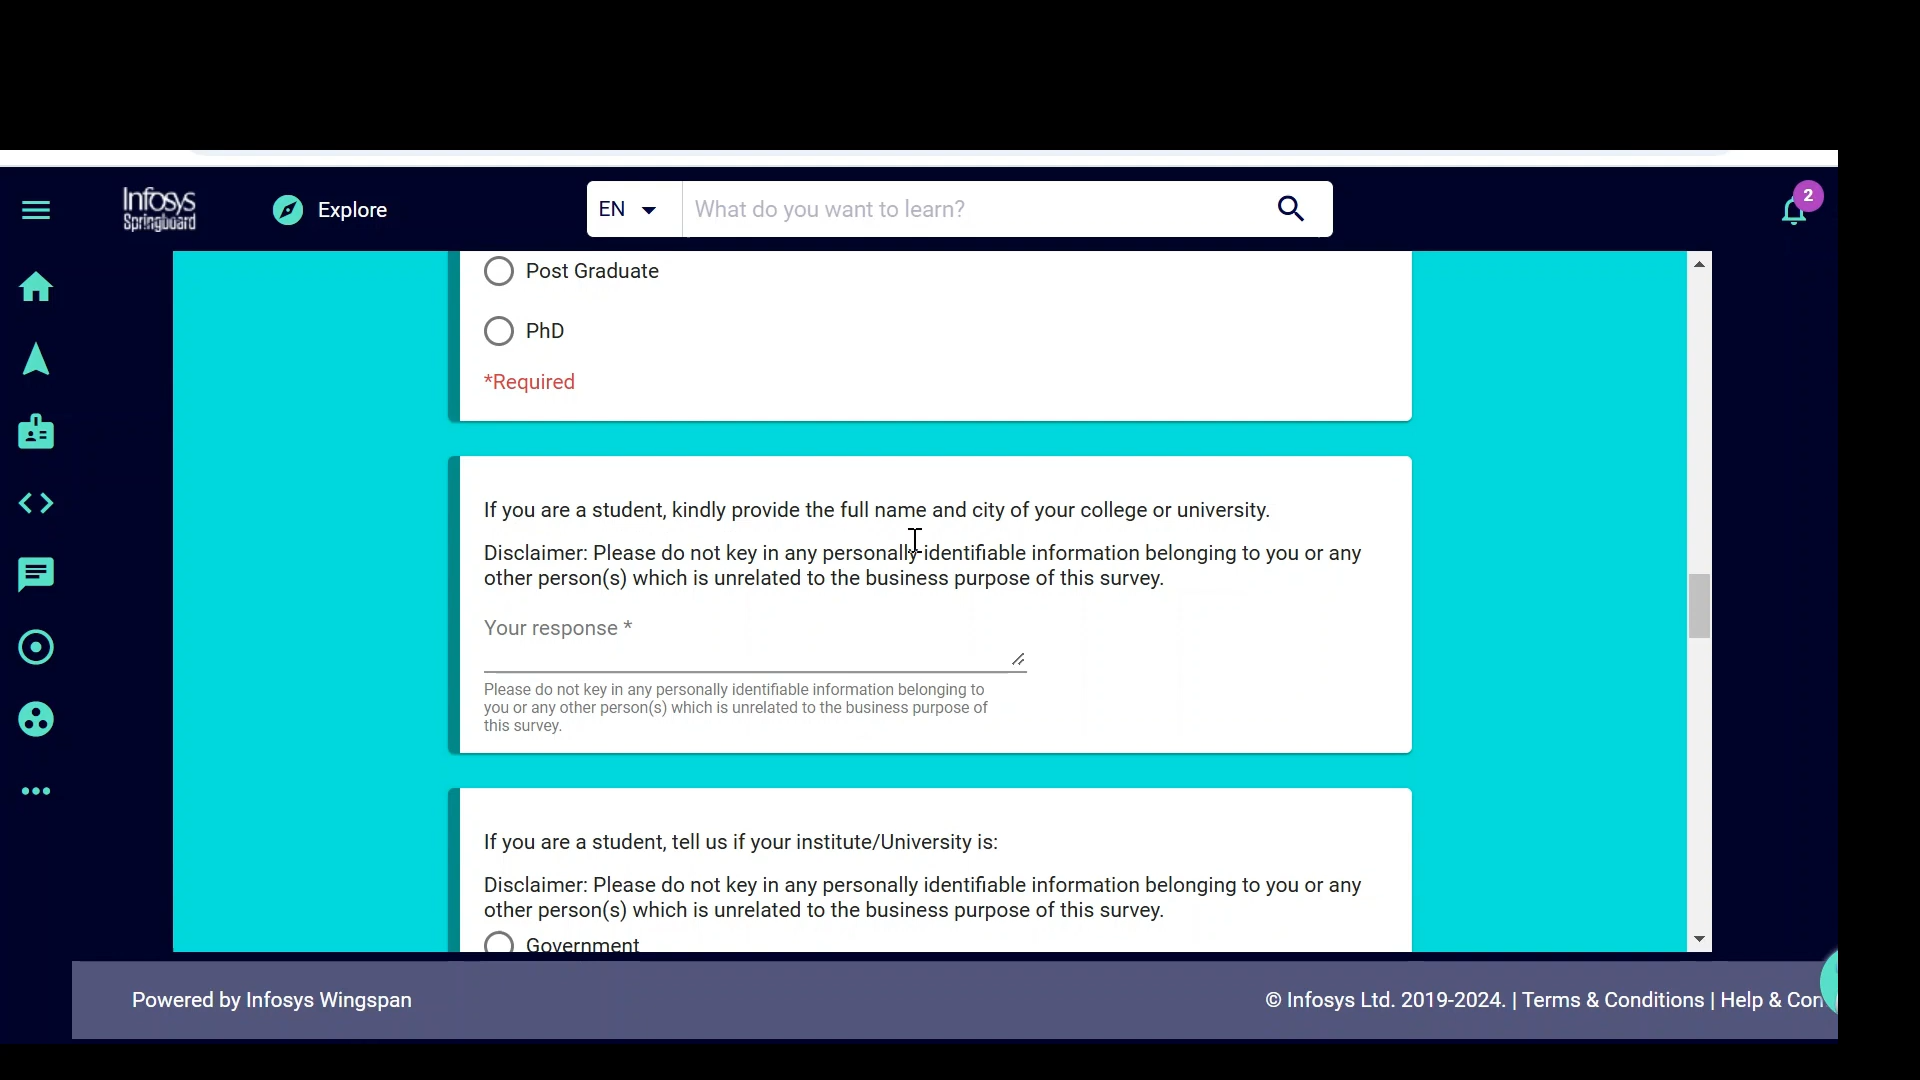 Infosys
Springboard
Explore
EN
What do you want to learn?
2
Post Graduate
PhD
*Required
If you are a student, kindly provide the full name and city of your college or university.
Disclaimer: Please do not key in any personally identifiable information belonging to you or any
other person(s) which is unrelated to the business purpose of this survey.
Your response *
Please do not key in any personally identifiable information belonging to
you or any other person(s) which is unrelated to the business purpose of
this survey.
If you are a student, tell us if your institute/University is:
Disclaimer: Please do not key in any personally identifiable information belonging to you or any
other person(s) which is unrelated to the business purpose of this survey.
Government
Powered by Infosys Wingspan
© Infosys Ltd. 2019-2024. | Terms & Conditions | Help & Con